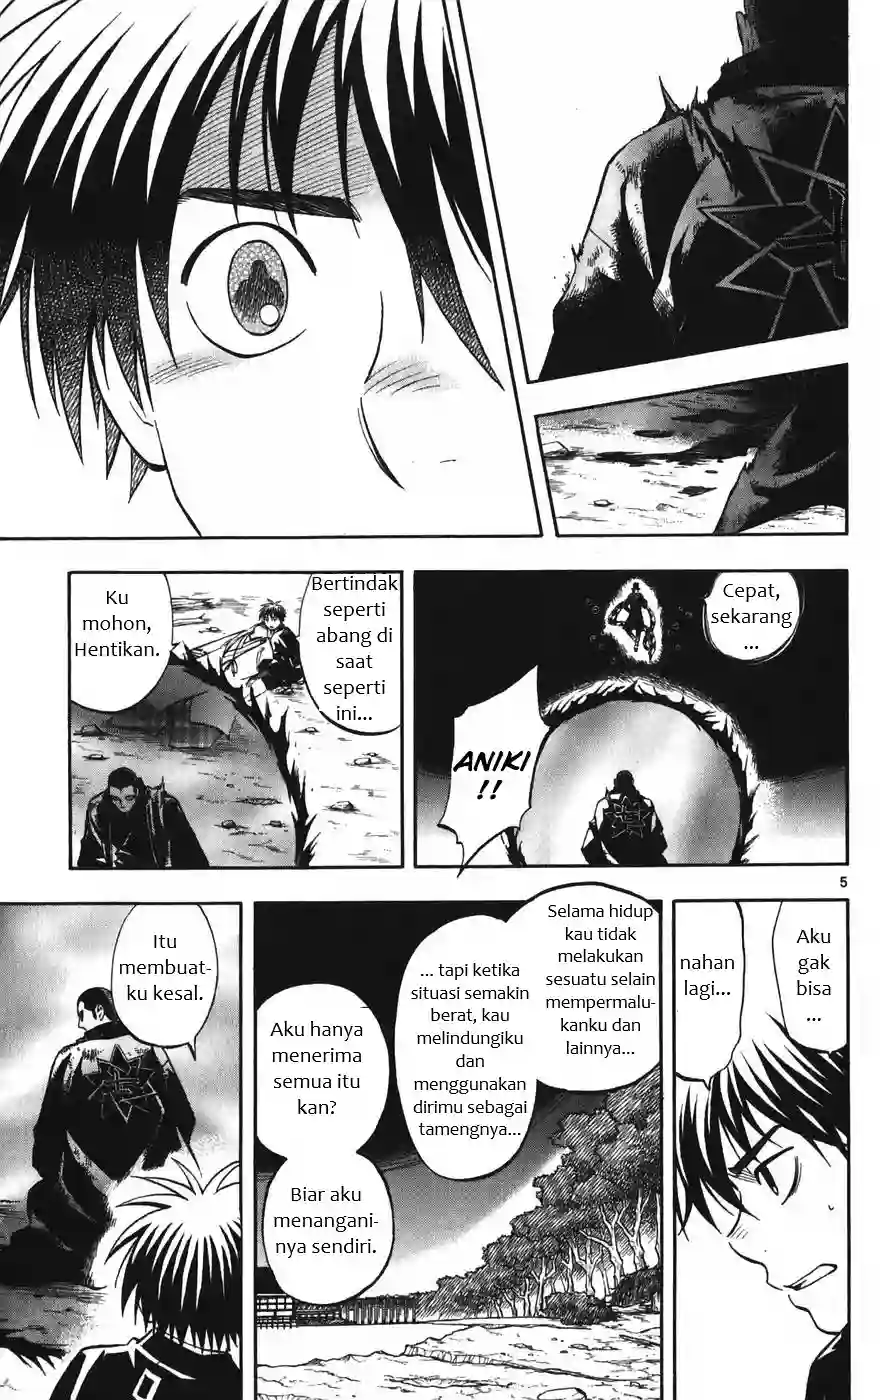 Cepat,
sekarang
...
ANIKI
!!
Bertindak
seperti
abang di
saat
seperti
ini...
Ku
mohon,
Hentikan.
5
Aku
gak
bisa
...
nahan
lagi...
Selama hidup
kau tidak
melakukan
sesuatu selain
mempermalu-
kanku dan
lainnya...
... tapi ketika
situasi semakin
berat, kau
melindungiku
dan
menggunakan
dirimu sebagai
tamengnya...
Aku hanya
menerima
semua itu
kan?
Biar aku
menangani-
nya sendiri.
Itu
membuat-
ku kesal.